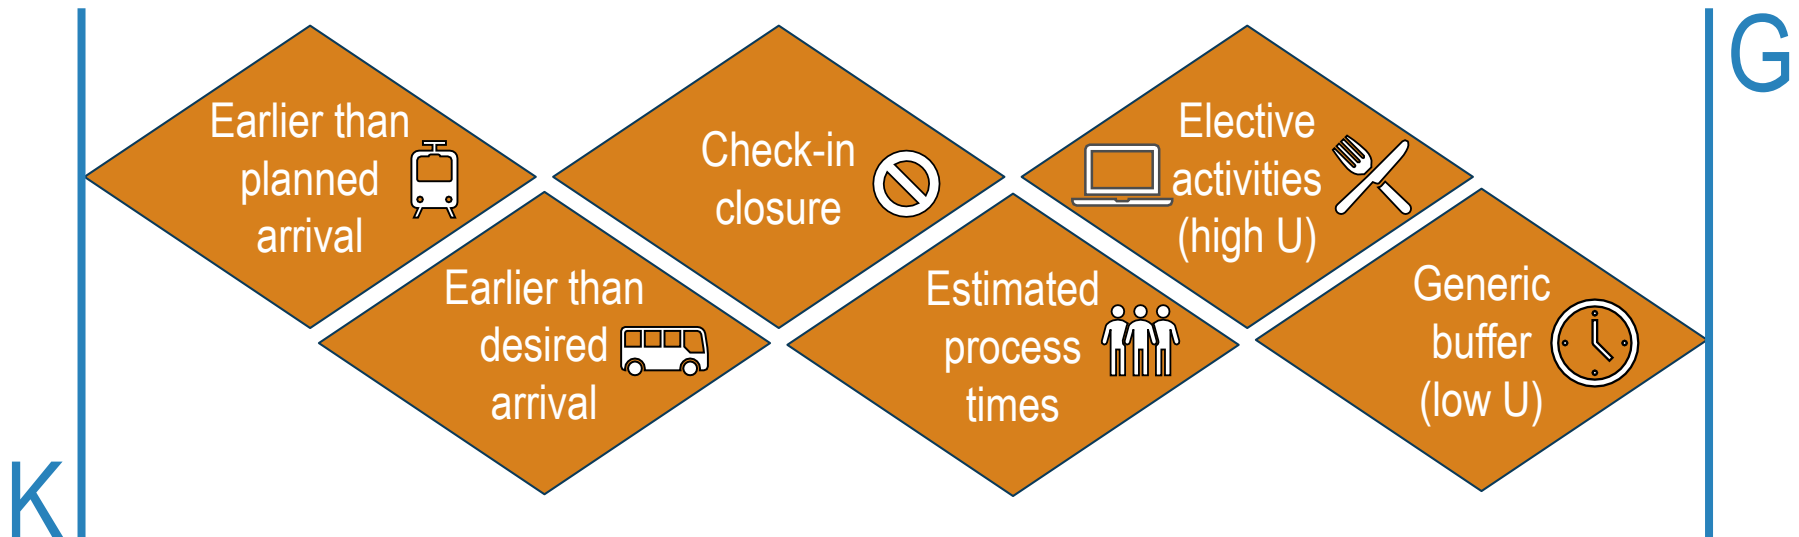 G
Earlier than
planned
arrival
Earlier than
desired
arrival
Check-in
closure
Estimated
process
times
Elective
activities
(high U)
Generic
buffer
(low U)
K